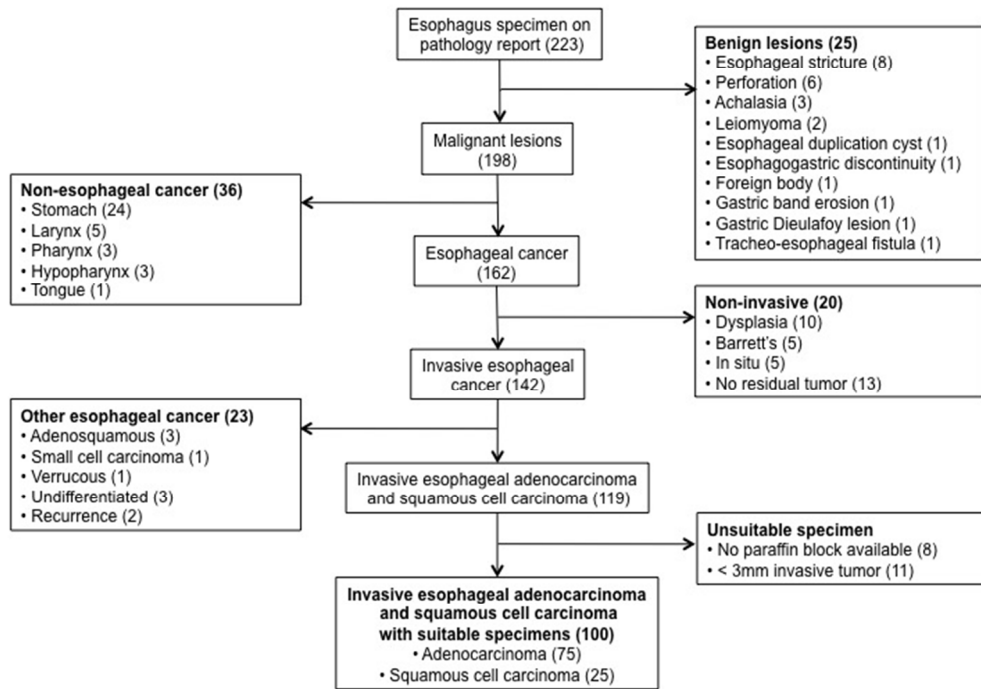 Esophagus specimen on
pathology report (223)
Benign lesions (25)
• Esophageal stricture (8)
• Perforation (6)
• Achalasia (3)
• Leiomyoma (2)
• Esophageal duplication cyst (1)
• Esophagogastric discontinuity (1)
• Foreign body (1)
• Gastric band erosion (1)
• Gastric Dieulafoy lesion (1)
• Tracheo-esophageal fistula (1)
Malignant lesions
(198)
Non-esophageal cancer (36)
• Stomach (24)
• Larynx (5)
• Pharynx (3)
• Hypopharynx (3)
• Tongue (1)
Esophageal cancer
(162)
Non-invasive (20)
• Dysplasia (10)
• Barrett's (5)
• In situ (5)
• No residual tumor (13)
Invasive esophageal
cancer (142)
Other esophageal cancer (23)
• Adenosquamous (3)
• Small cell carcinoma (1)
• Verrucous (1)
• Undifferentiated (3)
• Recurrence (2)
Invasive esophageal adenocarcinoma
and squamous cell carcinoma (119)
Unsuitable specimen
• No paraffin block available (8)
• < 3mm invasive tumor (11)
Invasive esophageal adenocarcinoma
and squamous cell carcinoma
with suitable specimens (100)
• Adenocarcinoma (75)
• Squamous cell carcinoma (25)